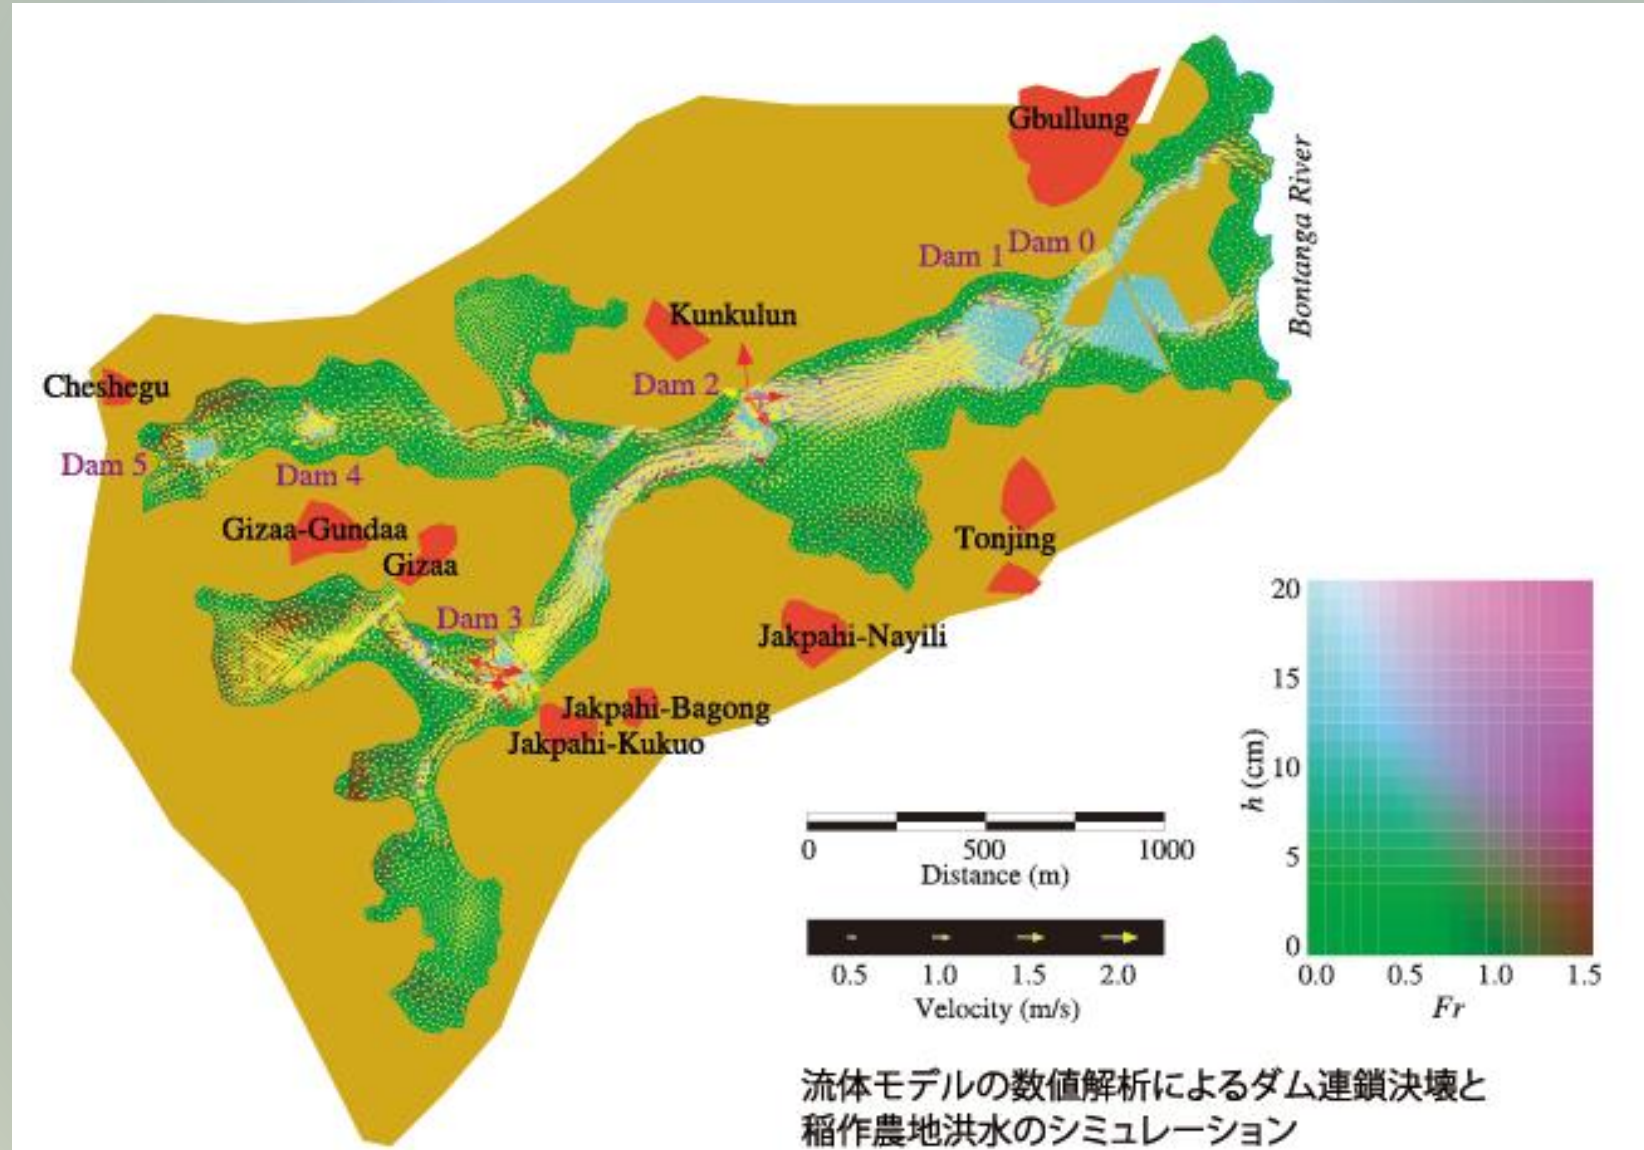 Gbullung
Bontanga River
Dam 1
Dam 0
Kunkulun
Cheshegu
Dam 2
Dam 5
Dam 4
Gizaa-Gundaa
Gizaa
Tonjing
Dam 3
Jakpahi-Nayili
Jakpahi-Bagong
Jakpahi-Kukuo
0 500 1000
Distance (m)
0.5 1.0 1.5 2.0
Velocity (m/s)
20
15
10
5
0
h (cm)
0.0 0.5 1.0 1.5
Fr
流体モデルの数値解析によるダム連鎖決壊と
稲作農地洪水のシミュレーション